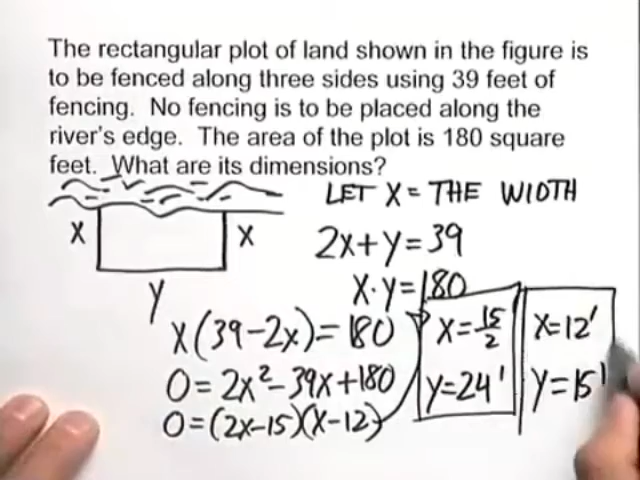 The rectangular plot of land shown in the figure is
to be fenced along three sides using 39 feet of
fencing. No fencing is to be placed along the
river's edge. The area of the plot is 180 square
feet. What are its dimensions?
LET X = THE WIDTH
X X
2X+Y=39
Y
X·Y=180
X(39-2X)=180
0=2X²-39X+180
0=(2X-15)(X-12)
X=15/2
Y=24'
X=12'
Y=15'